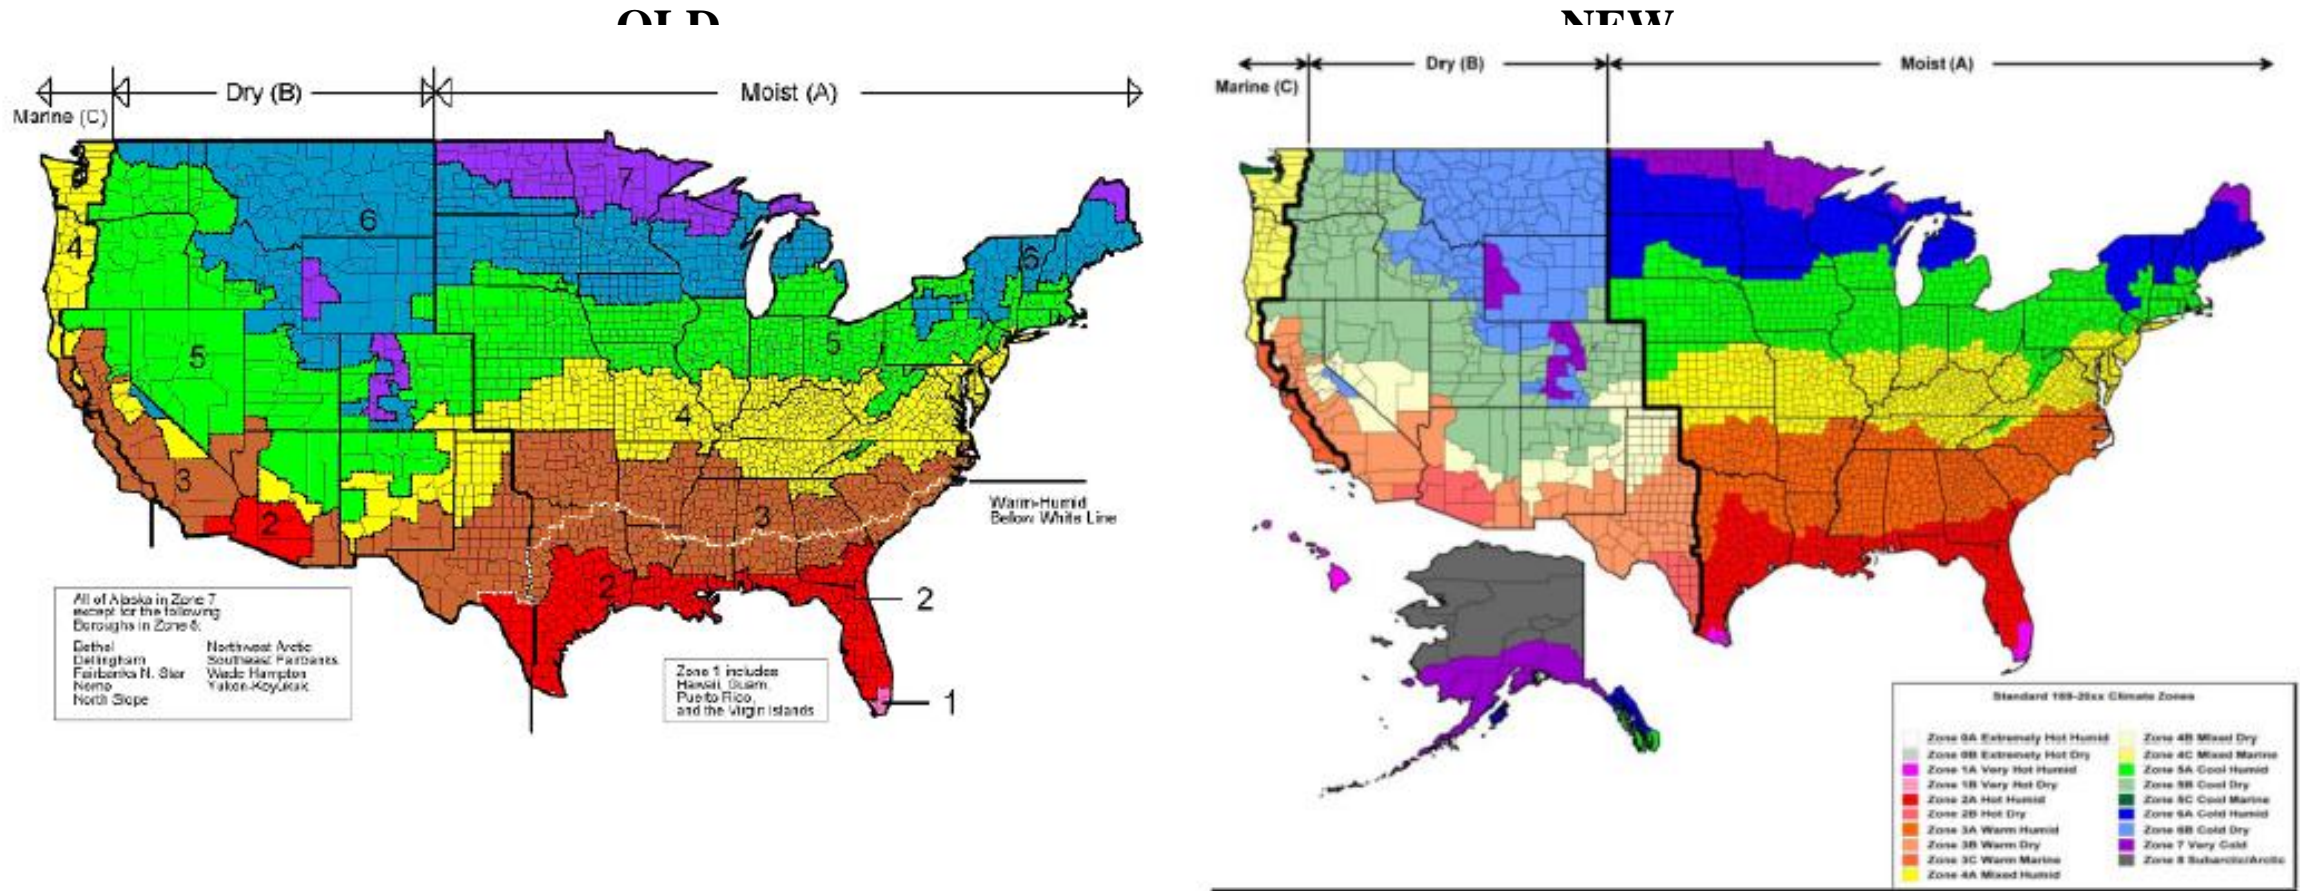 OLD
NEW
Marine (C)
Dry (B)
Moist (A)
7
6
4
6
5
5
4
3
3
2
2
2
1
Warm-Humid
Below White Line
All of Alaska in Zone 7
except for the following
Boroughs in Zone
Bethel
Northwest Arctic
Dellingham
Southeast Fairbanks
Fairbanks N. Star
Wade Hampton
Nome
Yukon-Koyukuk
North Slope
Zone 1 includes
Hawaii, Guam,
Puerto Rico,
and the Virgin Islands
Marine (C)
Dry (B)
Moist (A)
Standard 169-20xx Climate Zones
Zone 0A Extremely Hot Humid
Zone 0B Extremely Hot Dry
Zone 1A Very Hot Humid
Zone 1B Very Hot Dry
Zone 2A Hot Humid
Zone 2B Hot Dry
Zone 3A Warm Humid
Zone 3B Warm Dry
Zone 3C Warm Marine
Zone 4A Mixed Humid
Zone 4B Mixed Dry
Zone 4C Mixed Marine
Zone 5A Cool Humid
Zone 5B Cool Dry
Zone 5C Cool Marine
Zone 6A Cold Humid
Zone 6B Cold Dry
Zone 7 Very Cold
Zone 8 Subarctic/Arctic